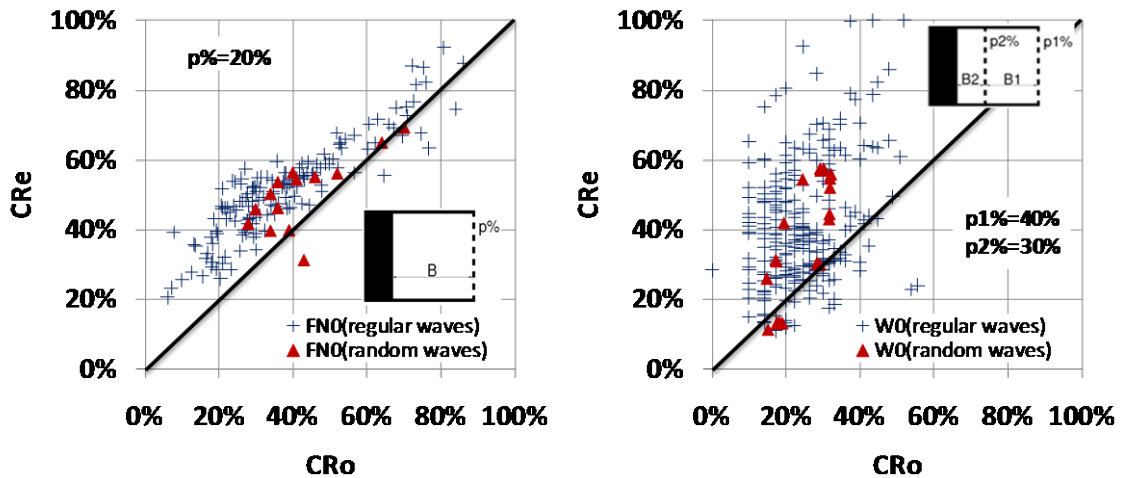 100%
80%
60%
40%
20%
0%
CRe
p%=20%
p%
B
FN0(regular waves)
FN0(random waves)
0%
20%
40%
60%
80%
100%
CRo
100%
80%
60%
40%
20%
0%
CRe
p2%
p1%
B2
B1
p1%=40%
p2%=30%
W0(regular waves)
W0(random waves)
0%
20%
40%
60%
80%
100%
CRo